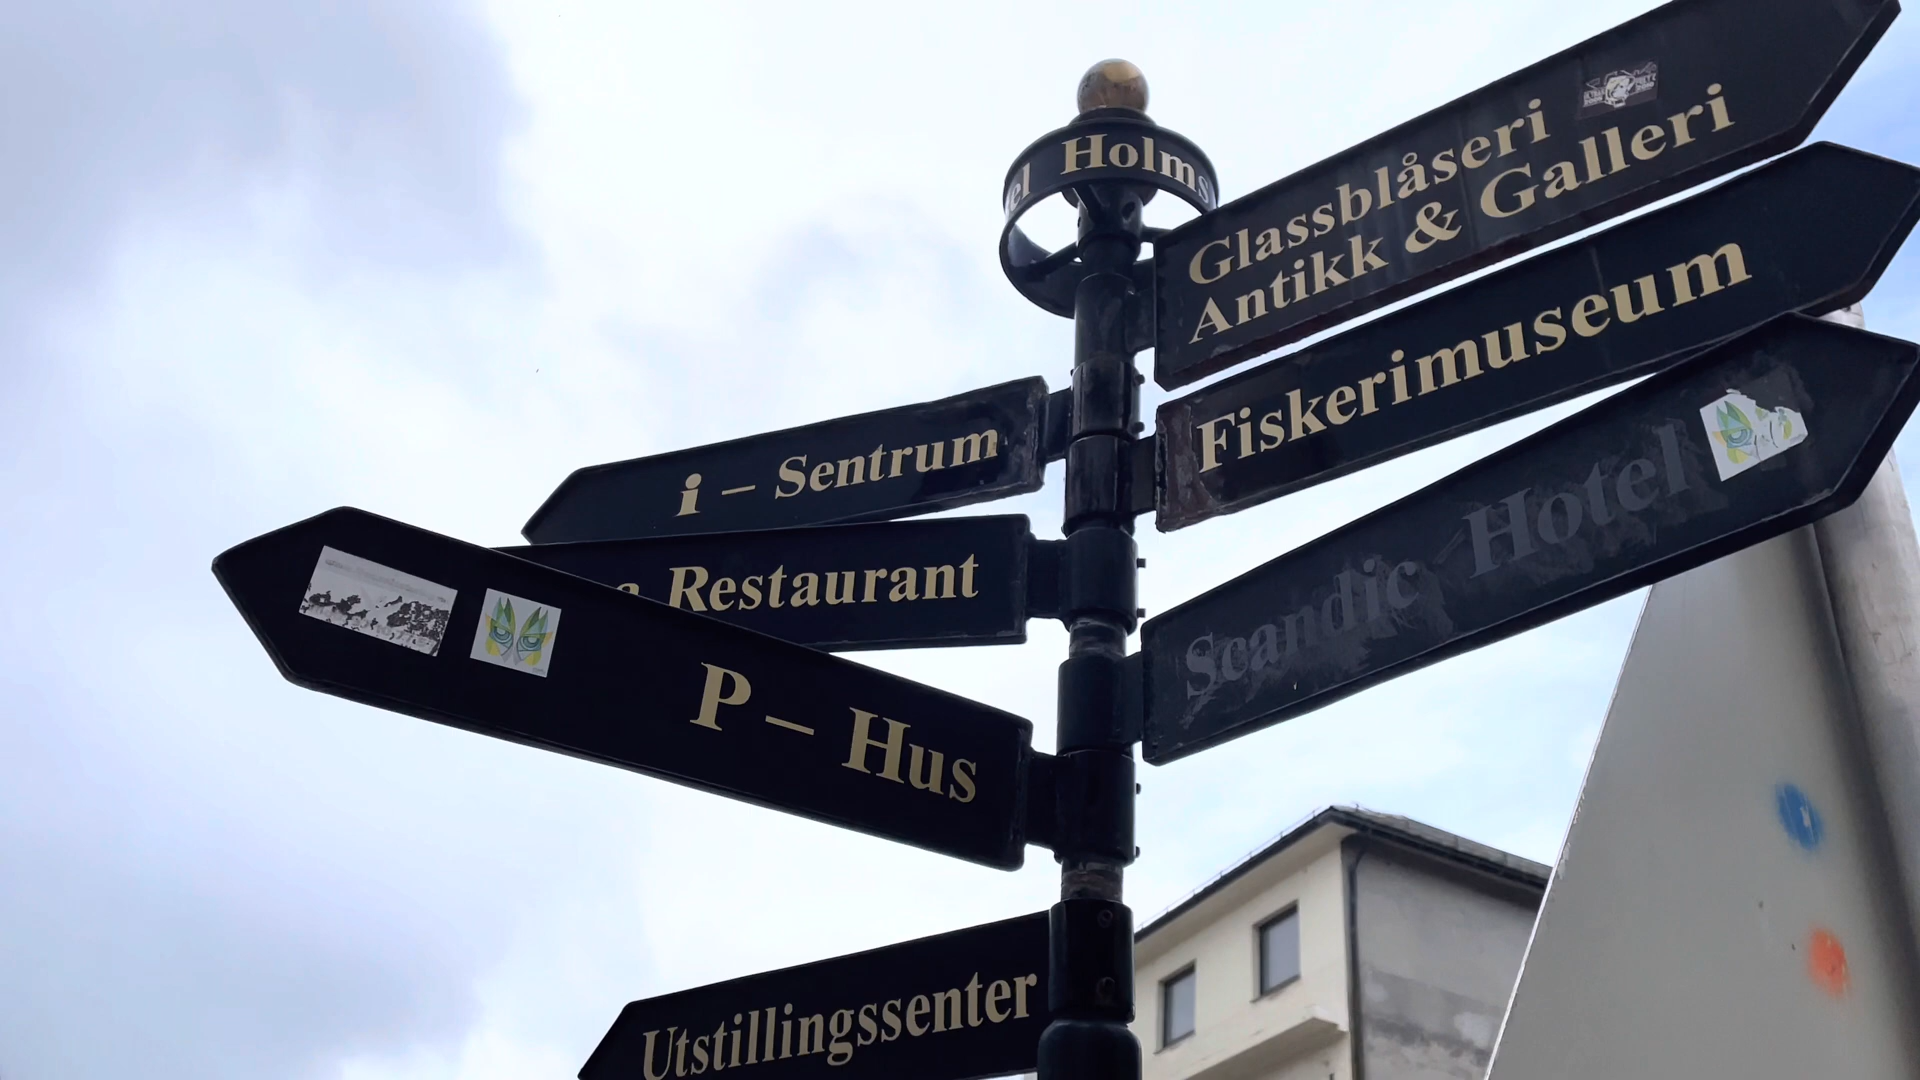 Holms
Glassblåseri
Antikk & Galleri
Fiskerimuseum
Scandic Hotel
i – Sentrum
Restaurant
P – Hus
Utstillingssenter